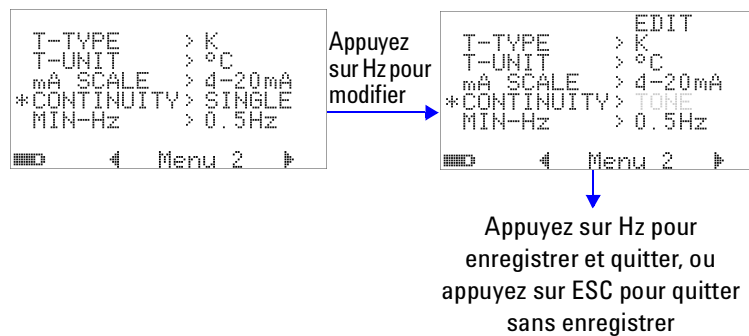 T-TYPE > K
T-UNIT > °C
mA SCALE > 4-20mA
*CONTINUITY> SINGLE
MIN-Hz > 0.5Hz
Menu 2
Appuyez
sur Hz pour
modifier
EDIT
T-TYPE > K
T-UNIT > °C
mA SCALE > 4-20mA
*CONTINUITY> TONE
MIN-Hz > 0.5Hz
Menu 2
Appuyez sur Hz pour
enregistrer et quitter, ou
appuyez sur ESC pour quitter
sans enregistrer